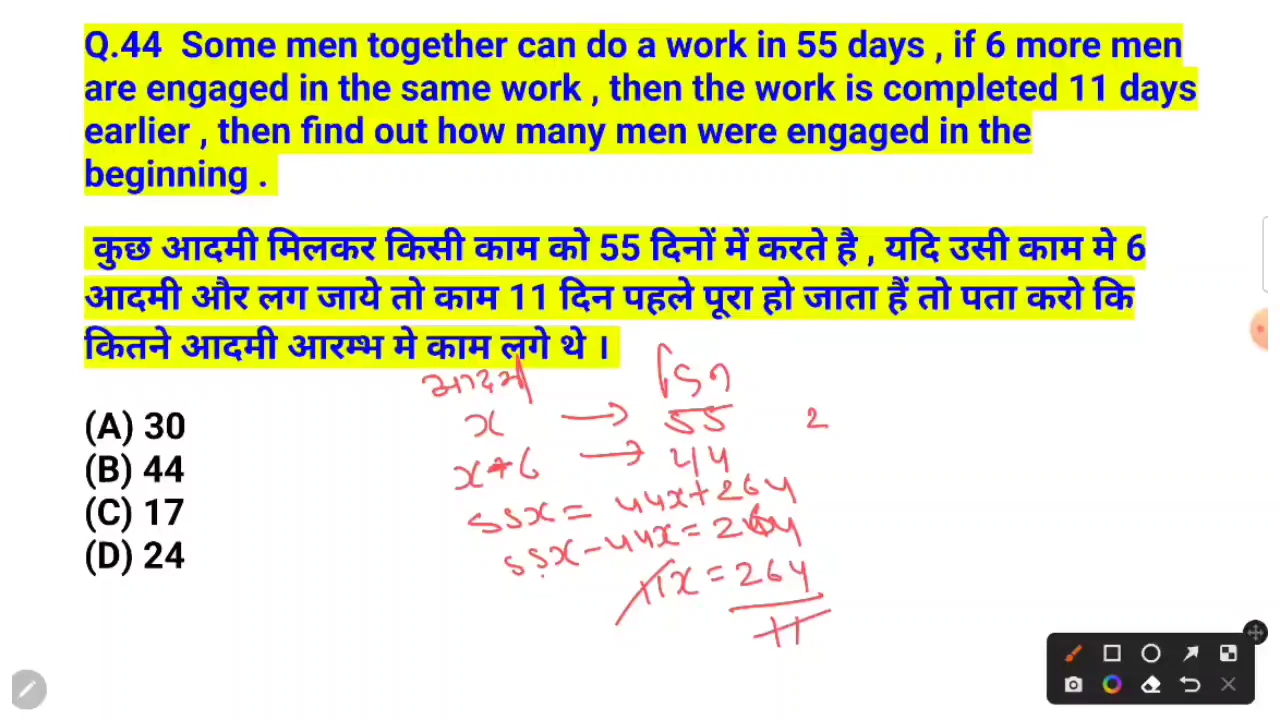 Q.44 Some men together can do a work in 55 days , if 6 more men
are engaged in the same work , then the work is completed 11 days
earlier , then find out how many men were engaged in the
beginning .
कुछ आदमी मिलकर किसी काम को 55 दिनों में करते है , यदि उसी काम मे 6
आदमी और लग जाये तो काम 11 दिन पहले पूरा हो जाता हैं तो पता करो कि
कितने आदमी आरम्भ मे काम लगे थे ।
(A) 30
(B) 44
(C) 17
(D) 24
आदमी दिन
x → 55 2
x+6 → 44
55x = 44x+264
55x-44x = 264
11x = 264
11